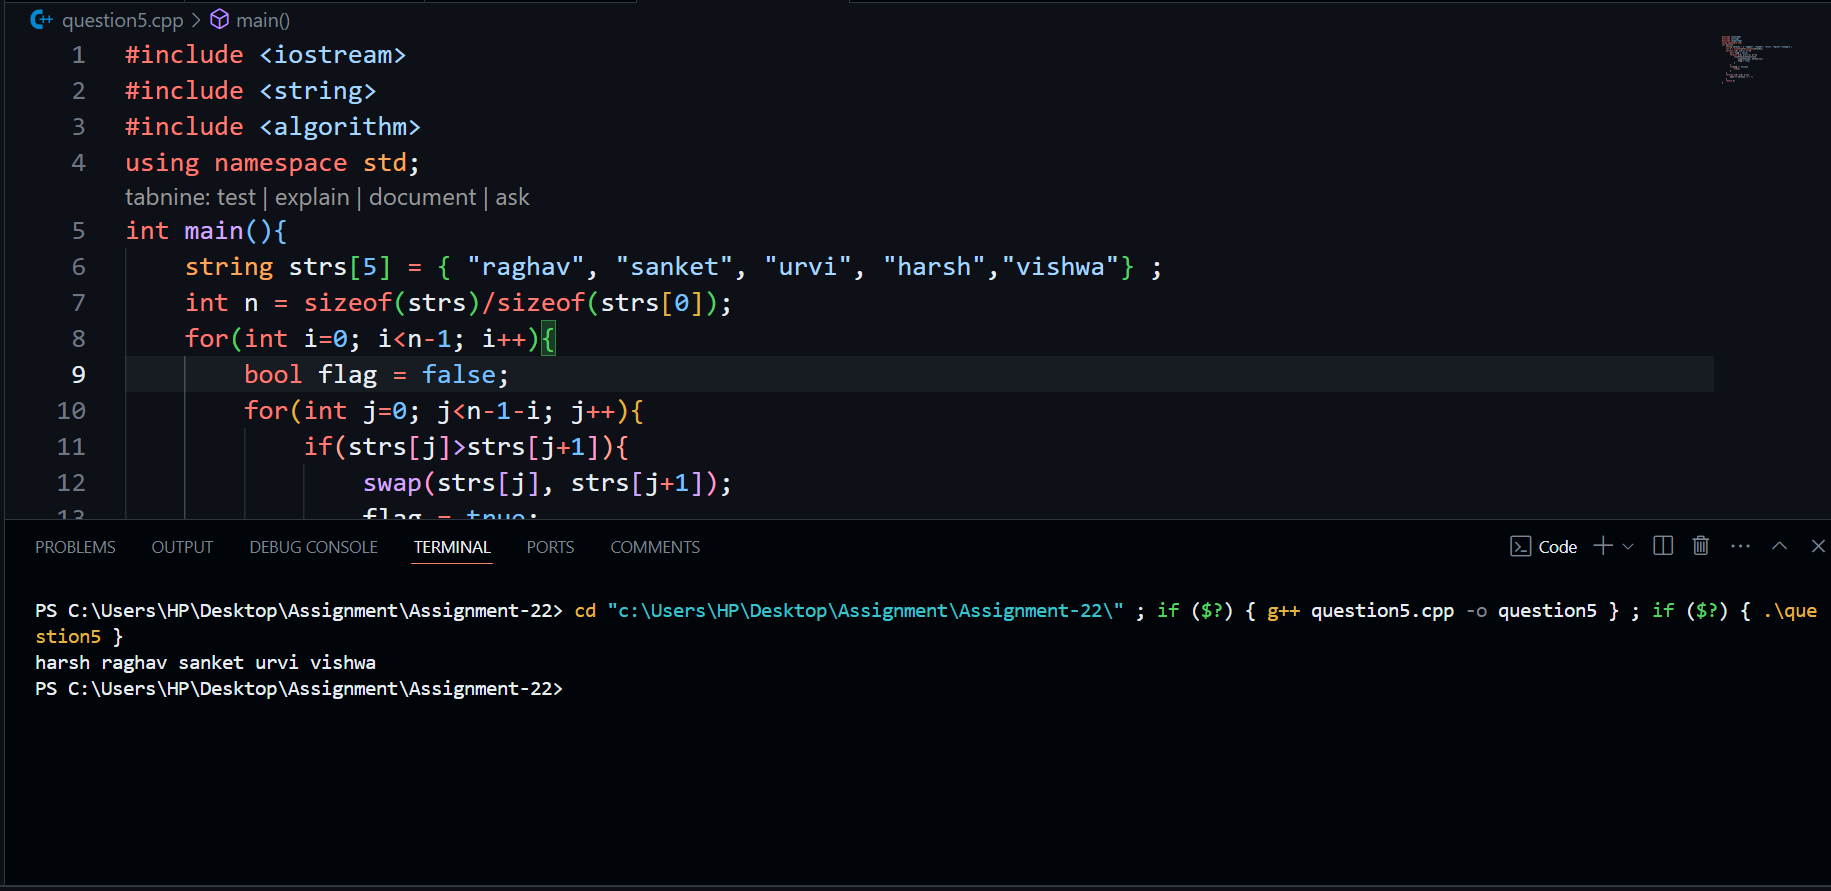 question5.cpp > main()
1 #include <iostream>
2 #include <string>
3 #include <algorithm>
4 using namespace std;
tabnine: test | explain | document | ask
5 int main(){
6 string strs[5] = { "raghav", "sanket", "urvi", "harsh","vishwa"} ;
7 int n = sizeof(strs)/sizeof(strs[0]);
8 for(int i=0; i<n-1; i++){
9 bool flag = false;
10 for(int j=0; j<n-1-i; j++){
11 if(strs[j]>strs[j+1]){
12 swap(strs[j], strs[j+1]);
13 flag = true;
PROBLEMS OUTPUT DEBUG CONSOLE TERMINAL PORTS COMMENTS Code
PS C:\Users\HP\Desktop\Assignment\Assignment-22> cd "c:\Users\HP\Desktop\Assignment\Assignment-22\" ; if ($?) { g++ question5.cpp -o question5 } ; if ($?) { .\que
stion5 }
harsh raghav sanket urvi vishwa
PS C:\Users\HP\Desktop\Assignment\Assignment-22>